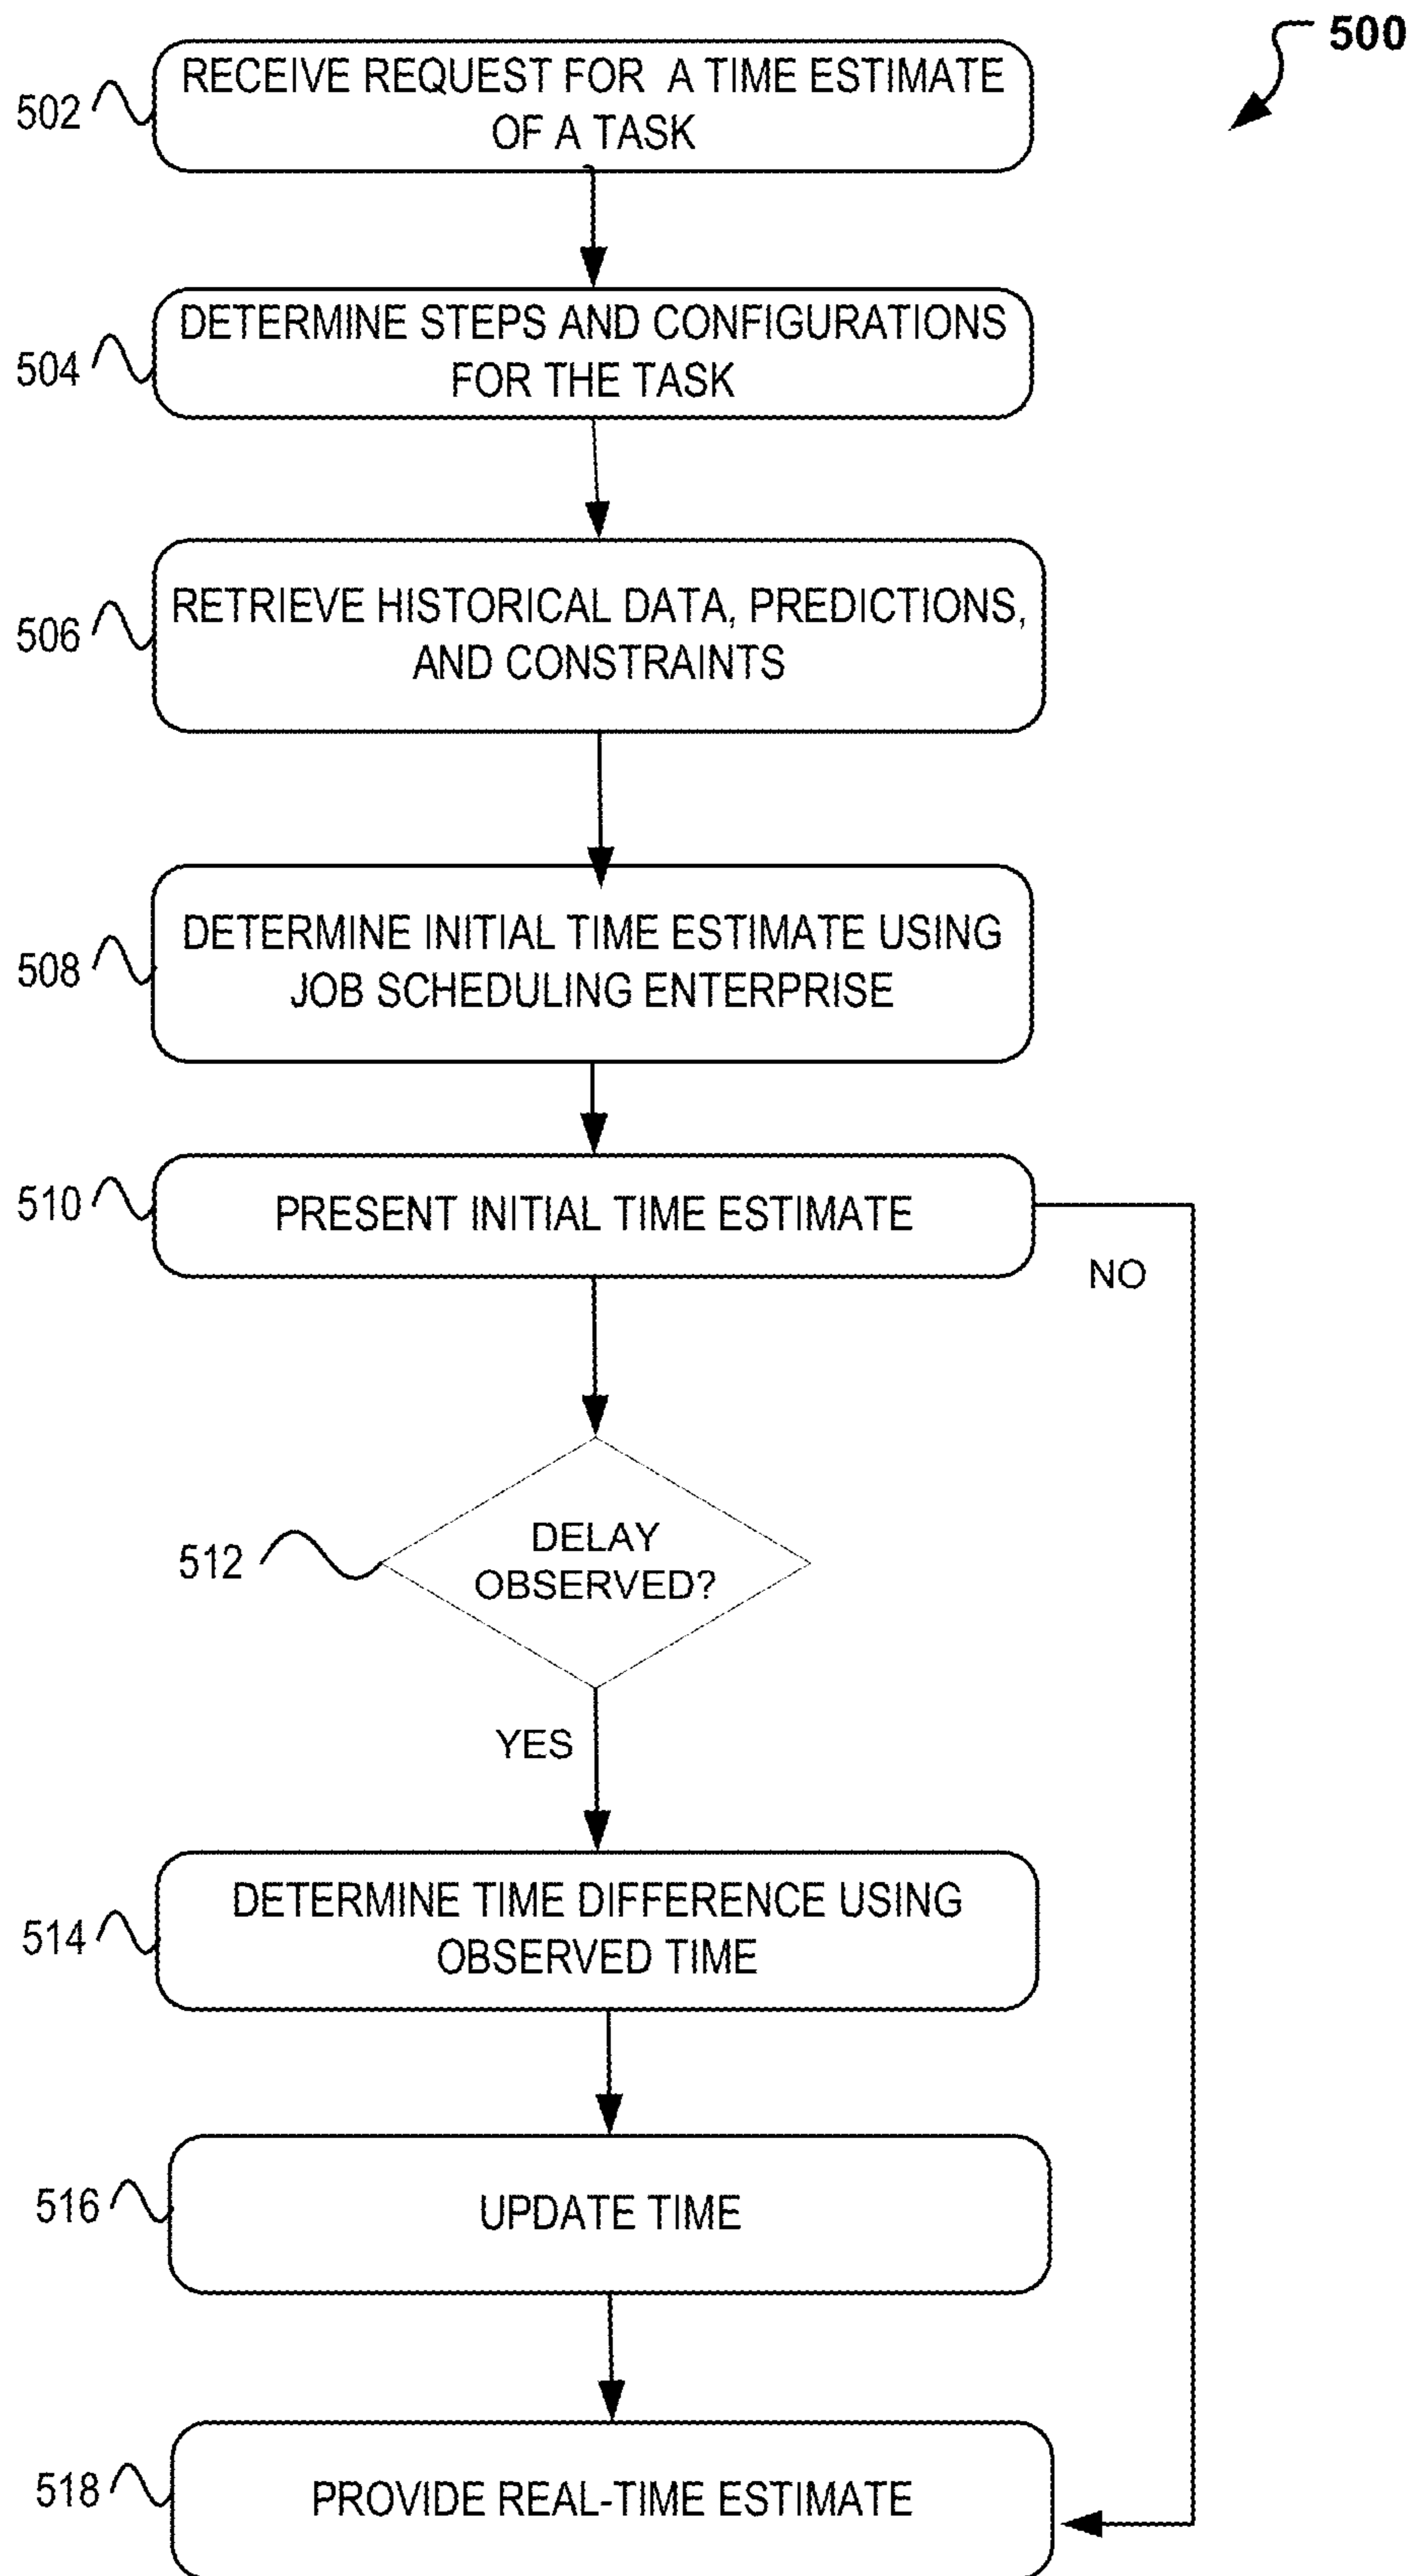 500
502
RECEIVE REQUEST FOR A TIME ESTIMATE
OF A TASK
504
DETERMINE STEPS AND CONFIGURATIONS
FOR THE TASK
506
RETRIEVE HISTORICAL DATA, PREDICTIONS,
AND CONSTRAINTS
508
DETERMINE INITIAL TIME ESTIMATE USING
JOB SCHEDULING ENTERPRISE
510
PRESENT INITIAL TIME ESTIMATE
NO
512
DELAY
OBSERVED?
YES
514
DETERMINE TIME DIFFERENCE USING
OBSERVED TIME
516
UPDATE TIME
518
PROVIDE REAL-TIME ESTIMATE